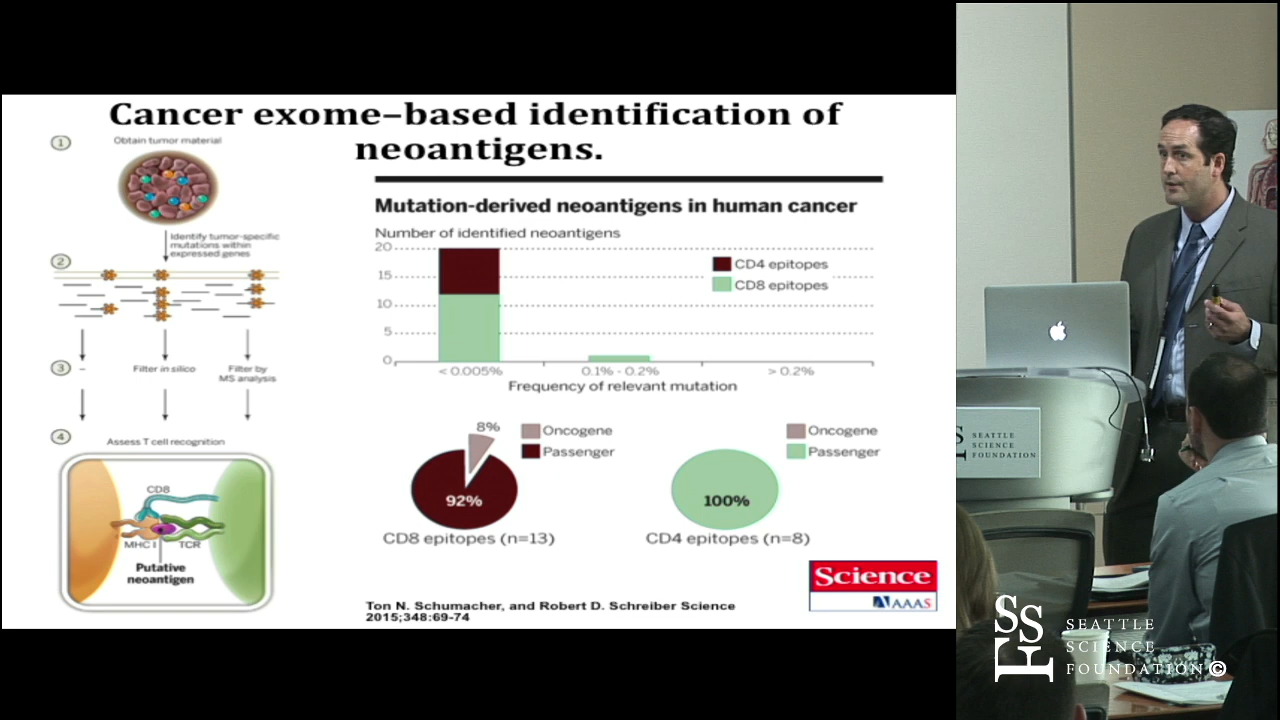 Cancer exome–based identification of
neoantigens.
1
Obtain tumor material
Identify tumor-specific
mutations within
expressed genes
2
3
–
Filter in silico
Filter by
MS analysis
4
Assess T cell recognition
CD8
MHC I
TCR
Putative
neoantigen
Mutation-derived neoantigens in human cancer
Number of identified neoantigens
20
15
10
5
0
CD4 epitopes
CD8 epitopes
< 0.005%
0.1% - 0.2%
> 0.2%
Frequency of relevant mutation
8%
92%
Oncogene
Passenger
CD8 epitopes (n=13)
100%
Oncogene
Passenger
CD4 epitopes (n=8)
Ton N. Schumacher, and Robert D. Schreiber Science
2015;348:69-74
Science
AAAS
SEATTLE
SCIENCE
FOUNDATION
SSF
SEATTLE
SCIENCE
FOUNDATION©